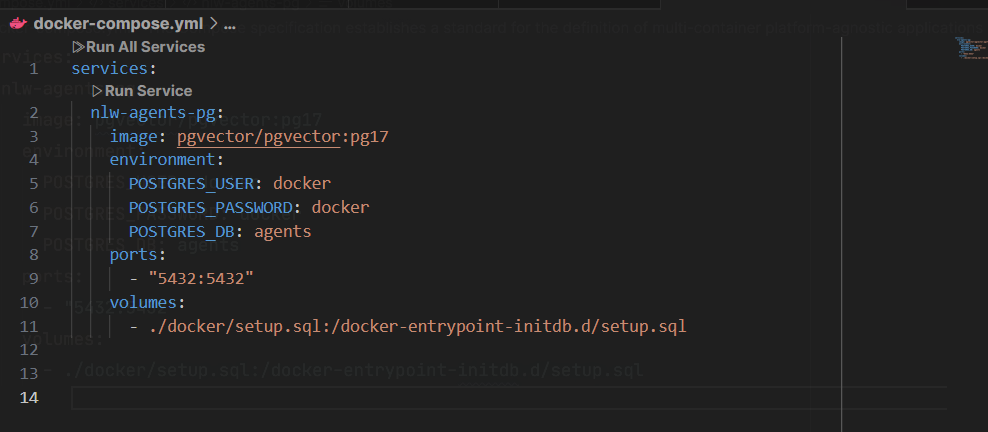 docker-compose.yml > ...
Run All Services
1 services:
Run Service
2 nlw-agents-pg:
3 image: pgvector/pgvector:pg17
4 environment:
5 POSTGRES_USER: docker
6 POSTGRES_PASSWORD: docker
7 POSTGRES_DB: agents
8 ports:
9 - "5432:5432"
10 volumes:
11 - ./docker/setup.sql:/docker-entrypoint-initdb.d/setup.sql
12
13
14